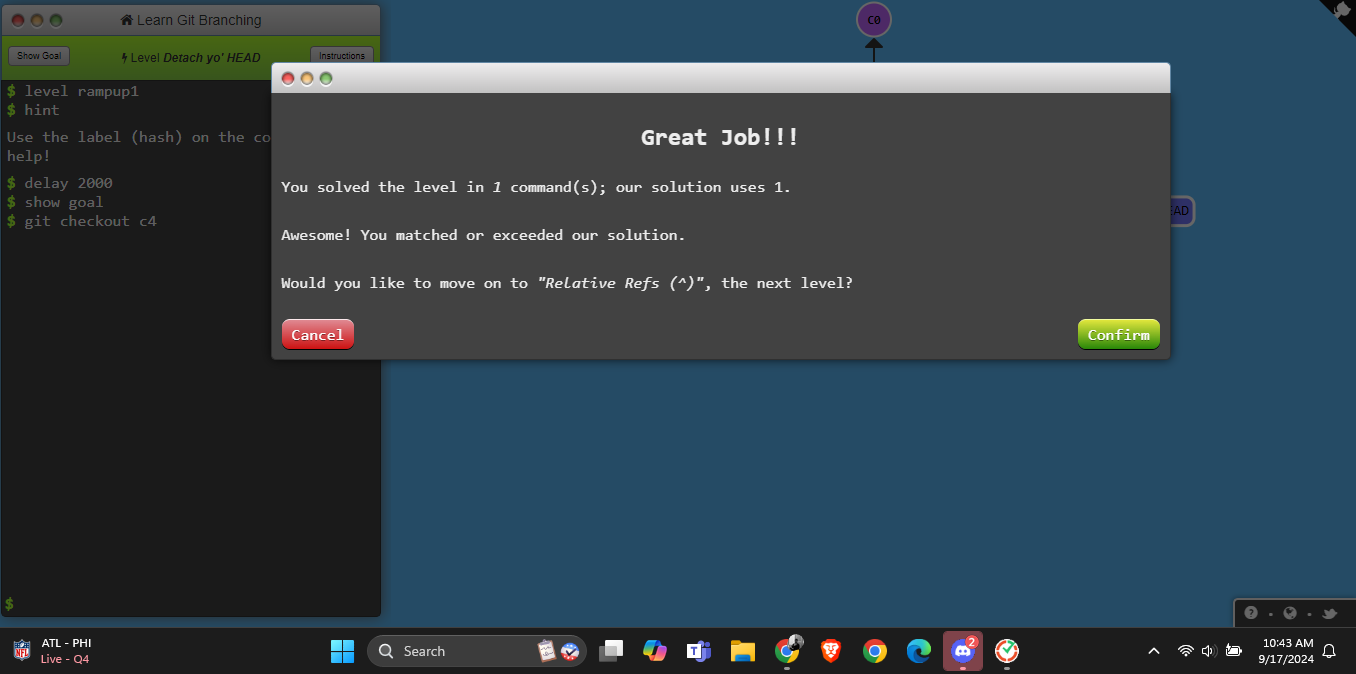 Learn Git Branching
Show Goal
Level Detach yo' HEAD
Instructions
$ level rampup1
$ hint
Use the label (hash) on the co
help!
$ delay 2000
$ show goal
$ git checkout c4
$
C0
Great Job!!!
You solved the level in 1 command(s); our solution uses 1.
Awesome! You matched or exceeded our solution.
Would you like to move on to "Relative Refs (^)", the next level?
Cancel
Confirm
EAD
ATL - PHI
Live - Q4
NFL
Search
2
10:43 AM
9/17/2024